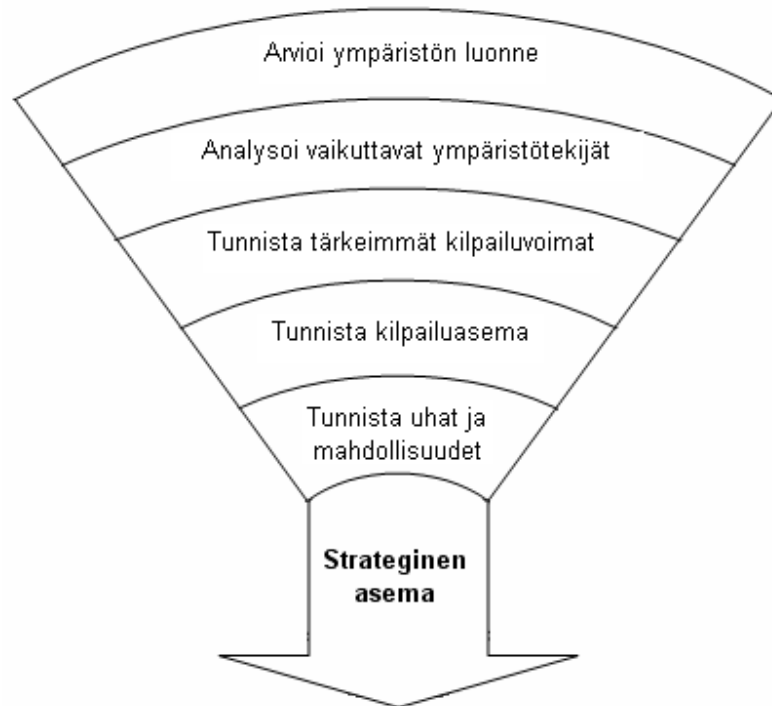 Arvioi ympäristön luonne
Analysoi vaikuttavat ympäristötekijät
Tunnista tärkeimmät kilpailuvoimat
Tunnista kilpailuasema
Tunnista uhat ja
mahdollisuudet
Strateginen
asema